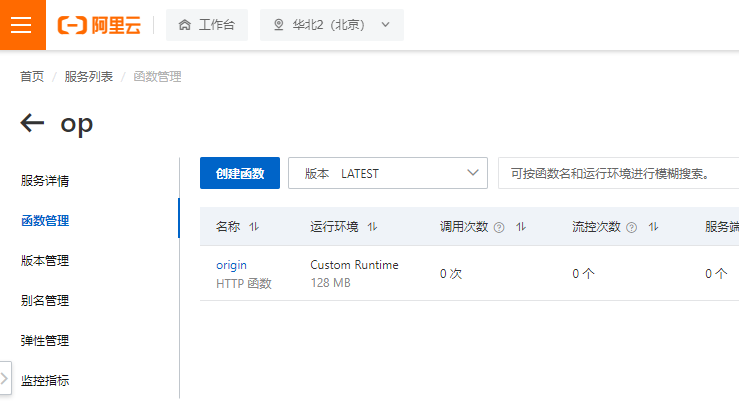 阿里云 工作台 华北2（北京）
首页 / 服务列表 / 函数管理
op
服务详情
函数管理
版本管理
别名管理
弹性管理
监控指标
创建函数 版本 LATEST 可按函数名和运行环境进行模糊搜索。
名称 运行环境 调用次数 流控次数 服务端
origin Custom Runtime 0 次 0 个 0 个
HTTP 函数 128 MB